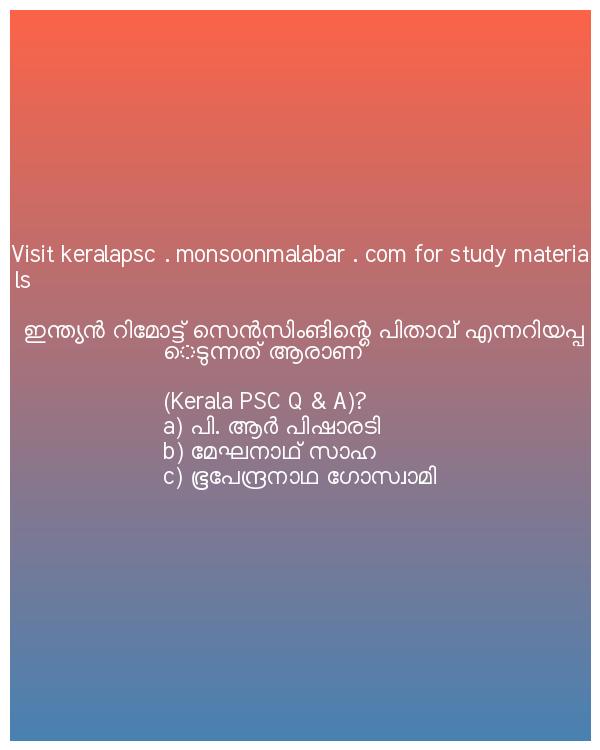 Visit keralapsc . monsoonmalabar . com for study materia
ls
ഇന്ത്യൻ റിമോട്ട് സെൻസിംങിന്റെ പിതാവ് എന്നറിയപ്പ
െടുന്നത് ആരാണ്
(Kerala PSC Q & A)?
a) പി. ആർ പിഷാരടി
b) മേഘനാഥ് സാഹ
c) ഭൂപേന്ദ്രനാഥ ഗോസ്വാമി